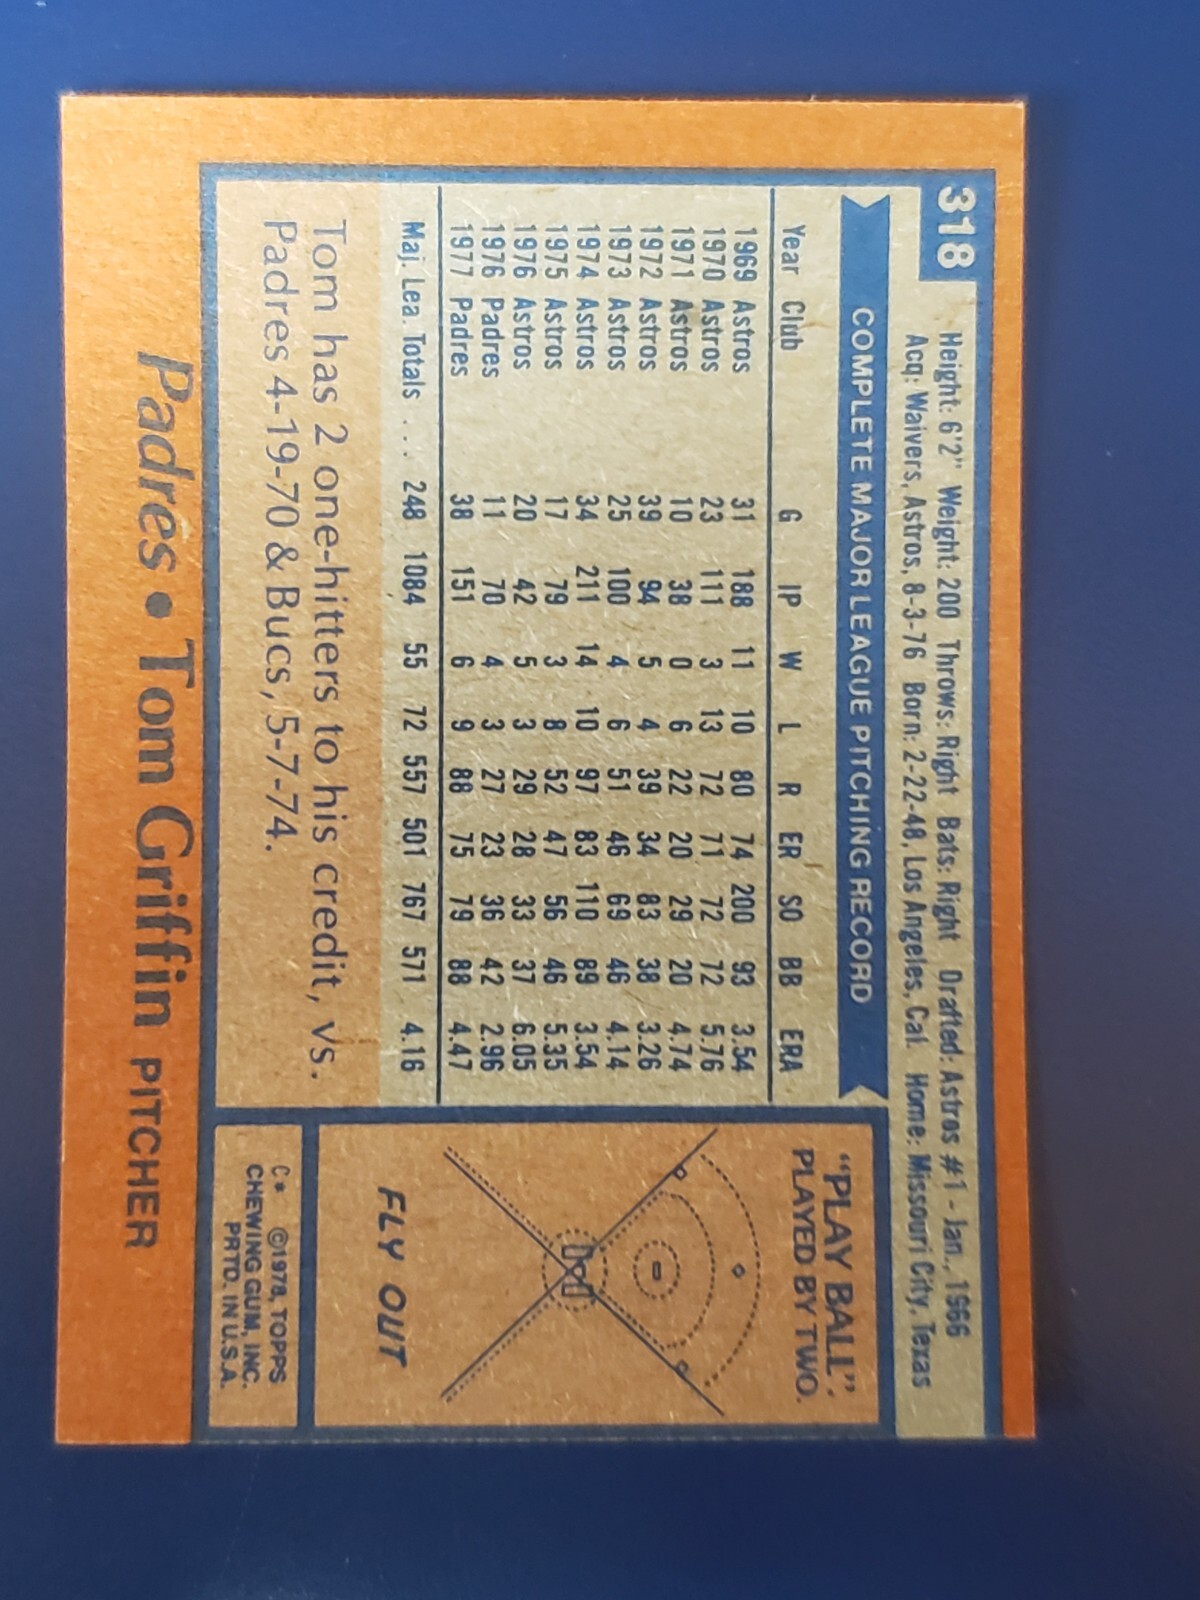 318
Height: 6'2" Weight: 200 Throws: Right Bats: Right Drafted: Astros #1 - Jan., 1966
Acq: Waivers, Astros, 8-3-76 Born: 2-22-48, Los Angeles, Cal. Home: Missouri City, Texas
COMPLETE MAJOR LEAGUE PITCHING RECORD
Year Club G IP W L R ER SO BB ERA
1969 Astros 31 188 11 10 80 74 200 93 3.54
1970 Astros 23 111 3 13 72 71 72 72 5.76
1971 Astros 10 38 0 6 22 20 29 20 4.74
1972 Astros 39 94 5 4 39 34 83 38 3.26
1973 Astros 25 100 4 6 51 46 69 46 4.14
1974 Astros 34 211 14 10 97 83 110 89 3.54
1975 Astros 17 79 3 8 52 47 56 46 5.35
1976 Astros 20 42 5 3 29 28 33 37 6.05
1976 Padres 11 70 4 3 27 23 36 42 2.96
1977 Padres 38 151 6 9 88 75 79 88 4.47
Maj. Lea. Totals ... 248 1084 55 72 557 501 767 571 4.16
Tom has 2 one-hitters to his credit, vs.
Padres 4-19-70 & Bucs, 5-7-74.
"PLAY BALL":
PLAYED BY TWO.
FLY OUT
C* ©1978, TOPPS
CHEWING GUM, INC.
PRTD. IN U.S.A.
Padres • Tom Griffin PITCHER